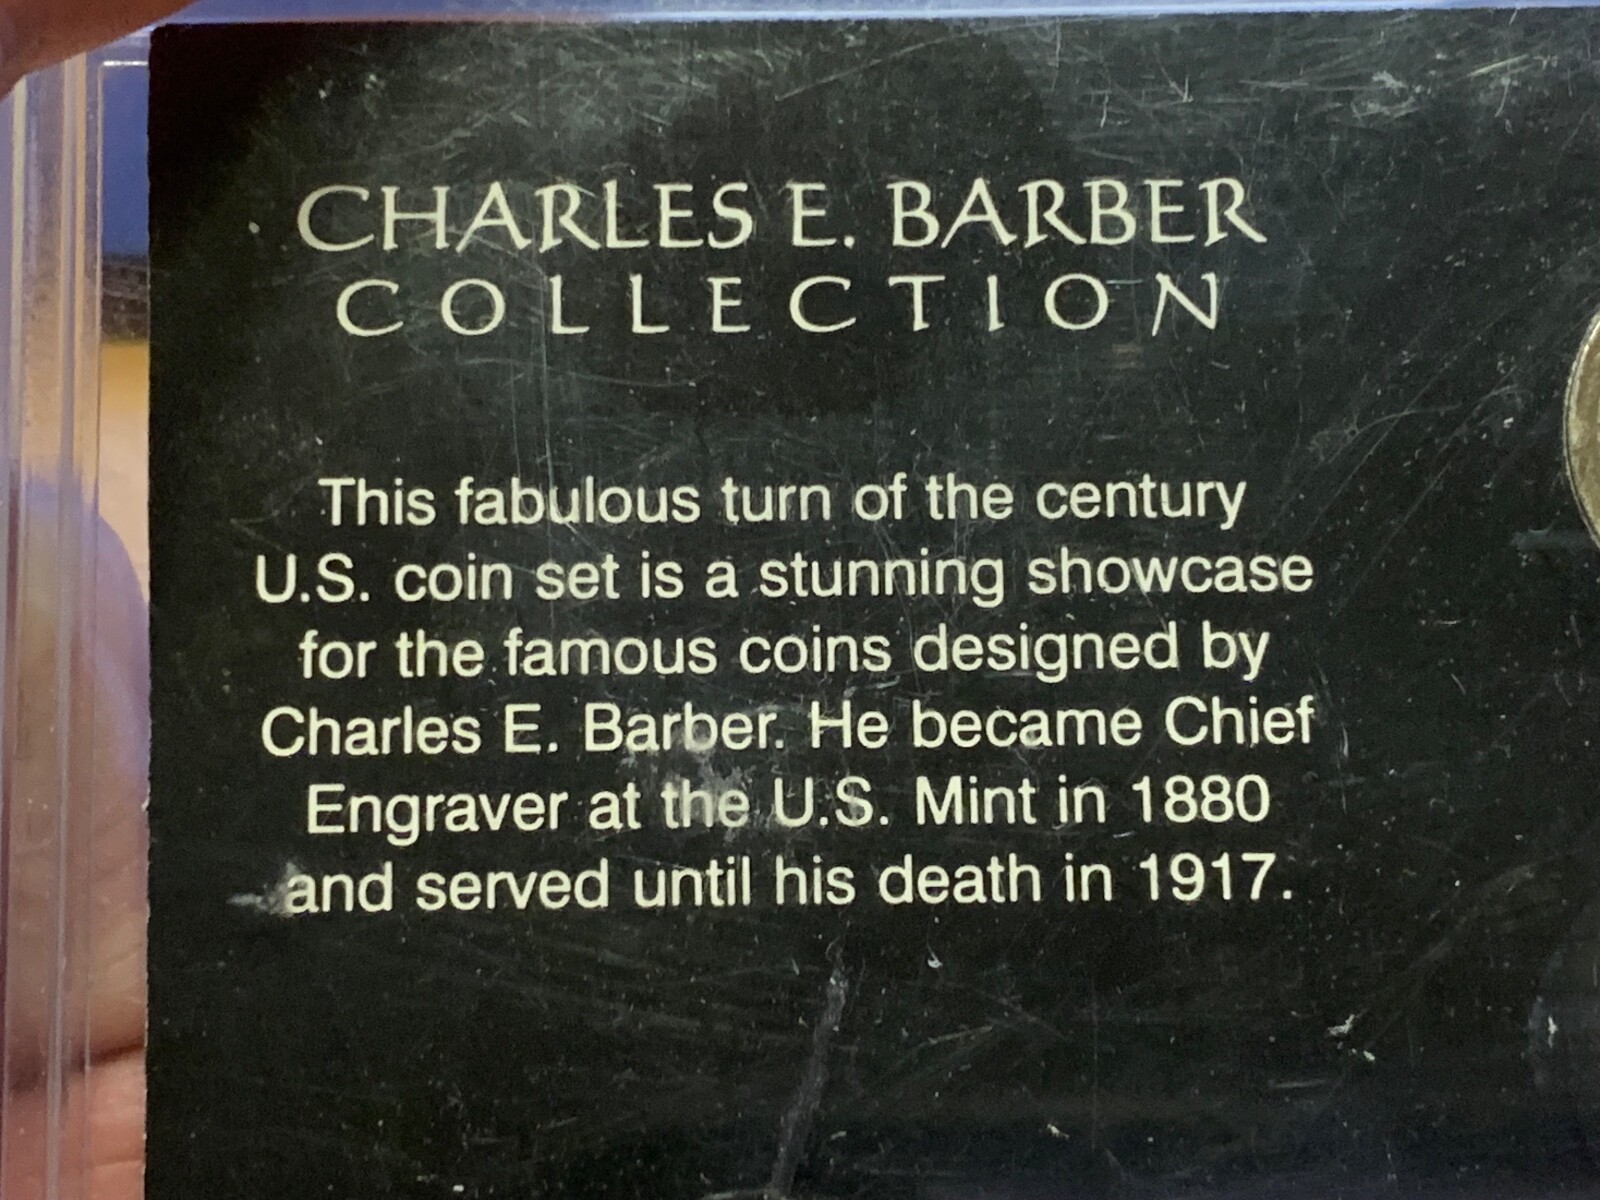 CHARLES E. BARBER
COLLECTION
This fabulous turn of the century
U.S. coin set is a stunning showcase
for the famous coins designed by
Charles E. Barber. He became Chief
Engraver at the U.S. Mint in 1880
and served until his death in 1917.